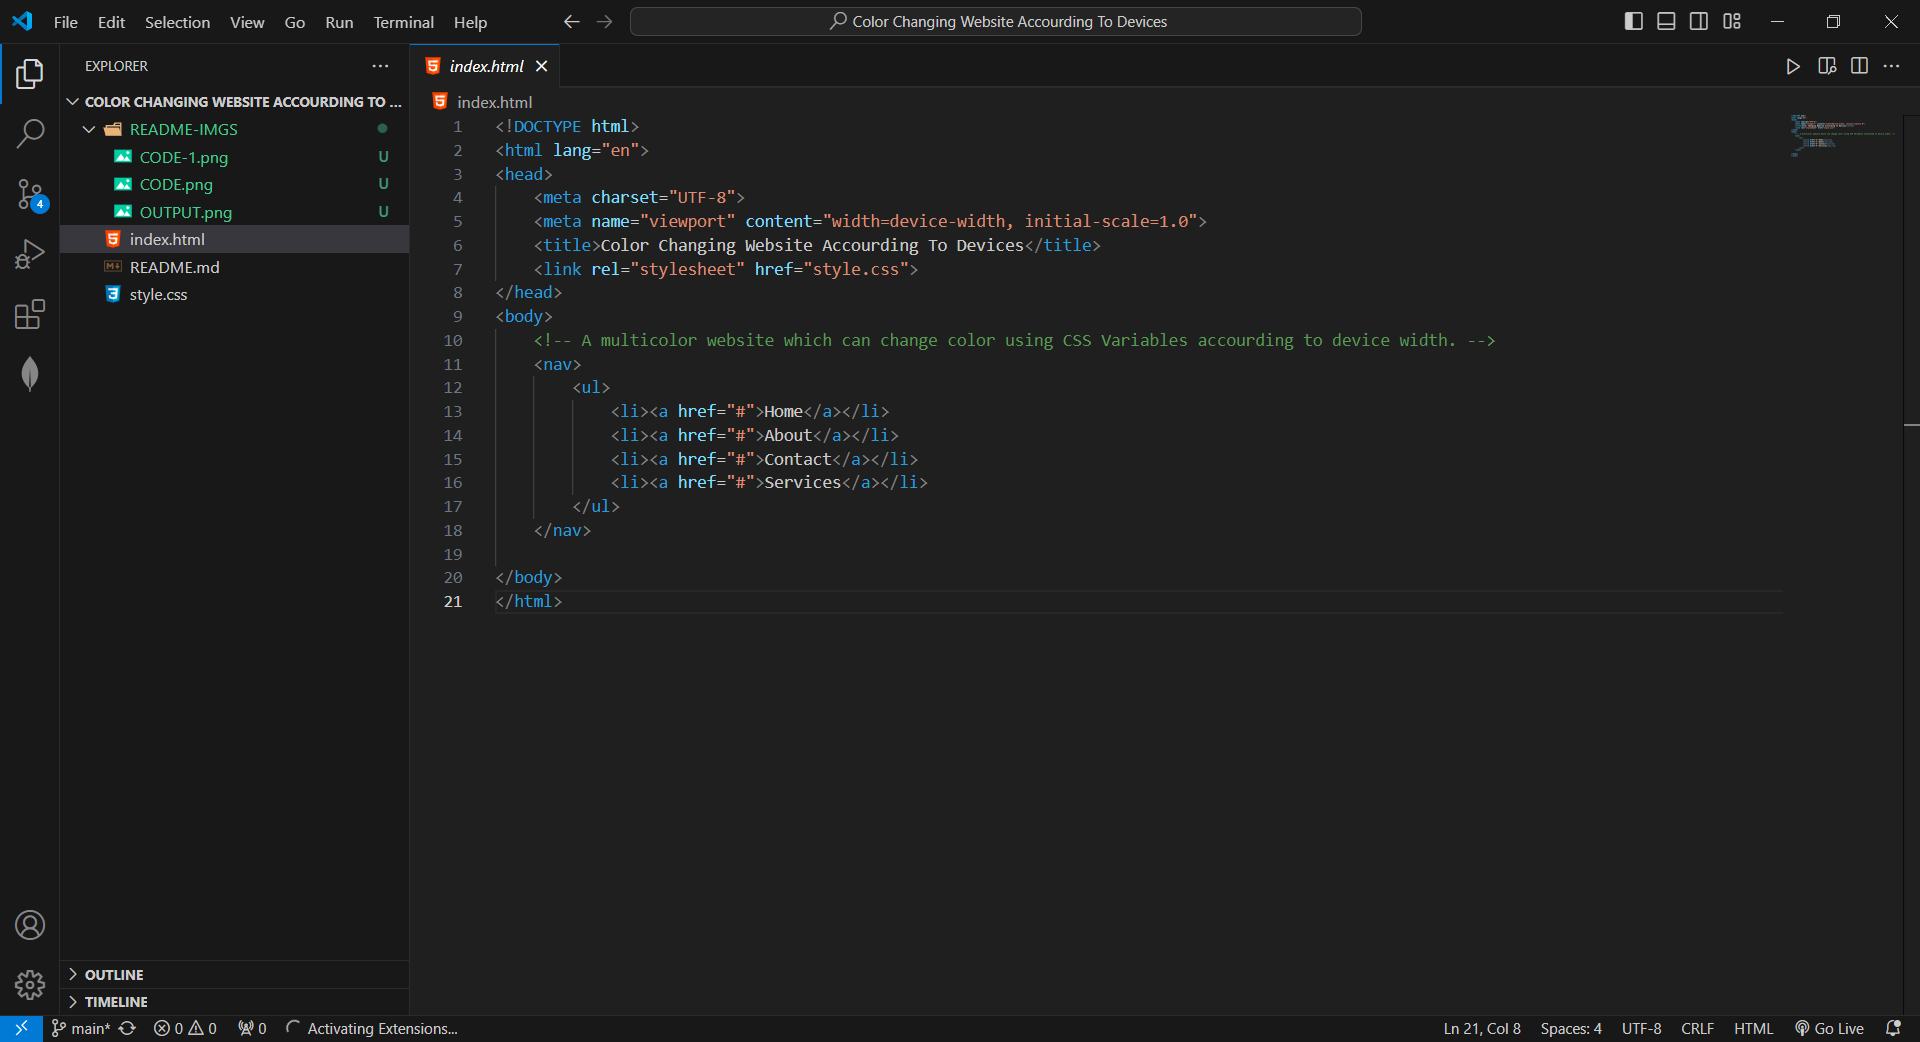 File Edit Selection View Go Run Terminal Help
Color Changing Website Accourding To Devices
EXPLORER
COLOR CHANGING WEBSITE ACCOURDING TO ...
README-IMGS
CODE-1.png U
CODE.png U
OUTPUT.png U
index.html
README.md
style.css
4
OUTLINE
TIMELINE
index.html
index.html
1 <!DOCTYPE html>
2 <html lang="en">
3 <head>
4 <meta charset="UTF-8">
5 <meta name="viewport" content="width=device-width, initial-scale=1.0">
6 <title>Color Changing Website Accourding To Devices</title>
7 <link rel="stylesheet" href="style.css">
8 </head>
9 <body>
10 <!-- A multicolor website which can change color using CSS Variables accourding to device width. -->
11 <nav>
12 <ul>
13 <li><a href="#">Home</a></li>
14 <li><a href="#">About</a></li>
15 <li><a href="#">Contact</a></li>
16 <li><a href="#">Services</a></li>
17 </ul>
18 </nav>
19
20 </body>
21 </html>
main* 0 0 0 Activating Extensions...
Ln 21, Col 8 Spaces: 4 UTF-8 CRLF HTML Go Live